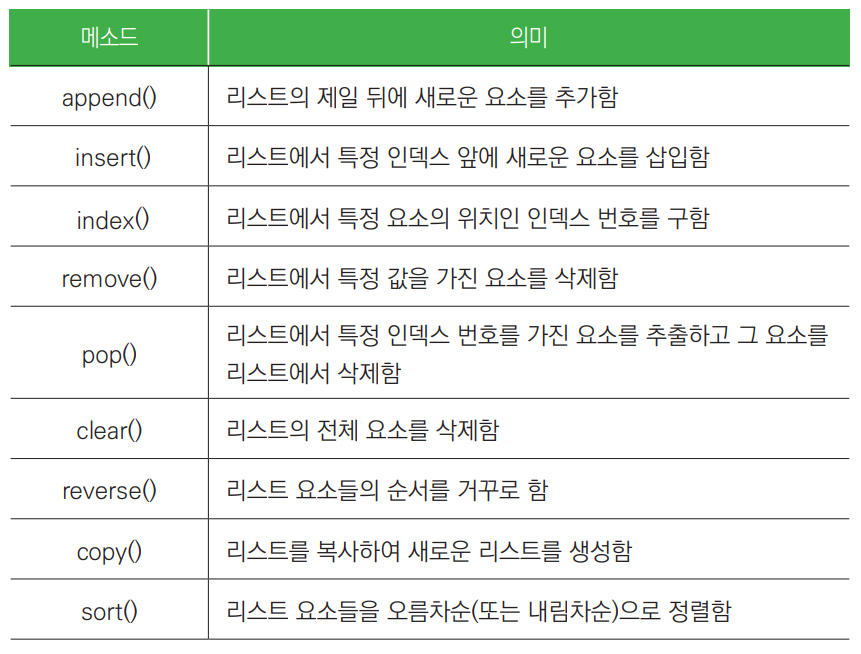 메소드 의미
append() 리스트의 제일 뒤에 새로운 요소를 추가함
insert() 리스트에서 특정 인덱스 앞에 새로운 요소를 삽입함
index() 리스트에서 특정 요소의 위치인 인덱스 번호를 구함
remove() 리스트에서 특정 값을 가진 요소를 삭제함
pop() 리스트에서 특정 인덱스 번호를 가진 요소를 추출하고 그 요소를
리스트에서 삭제함
clear() 리스트의 전체 요소를 삭제함
reverse() 리스트 요소들의 순서를 거꾸로 함
copy() 리스트를 복사하여 새로운 리스트를 생성함
sort() 리스트 요소들을 오름차순(또는 내림차순)으로 정렬함